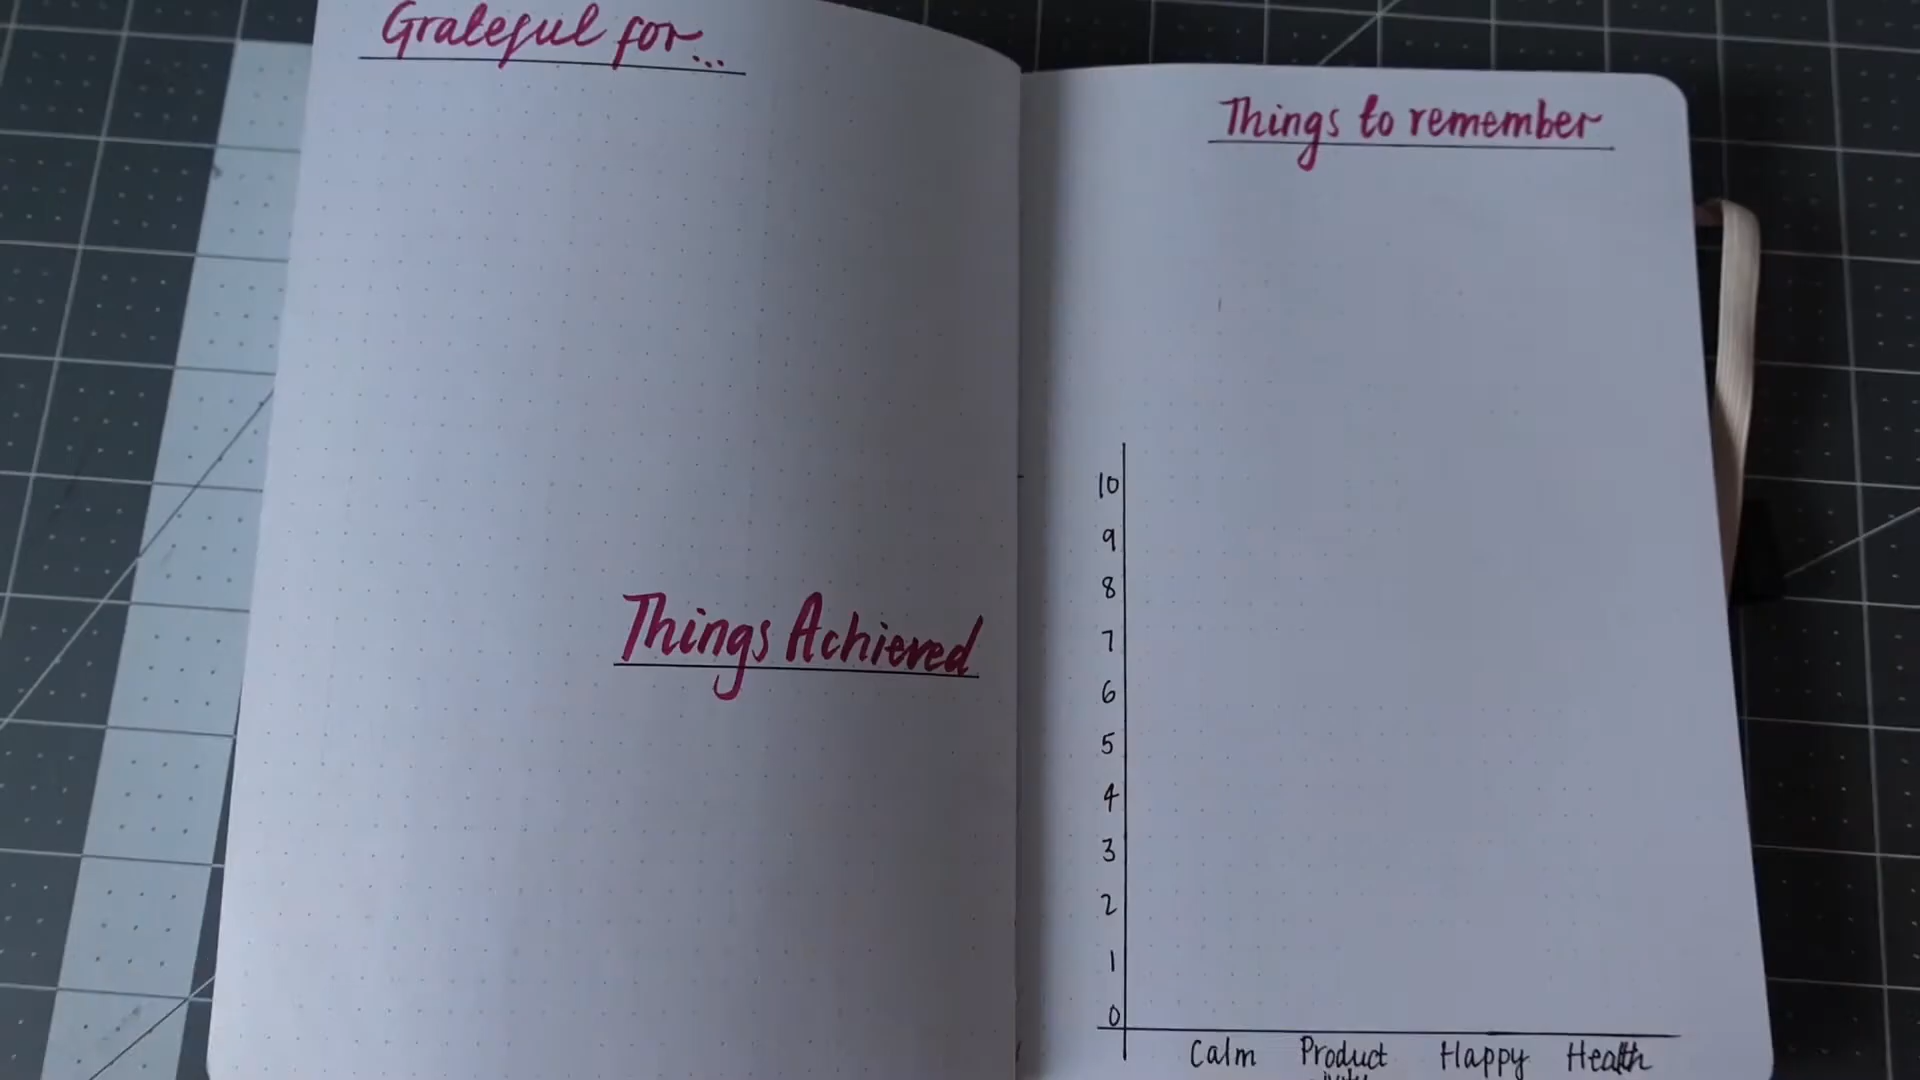 Grateful for...
Things Achieved
Things to remember
10
9
8
7
6
5
4
3
2
1
0
Calm Product Happy Health
ivity